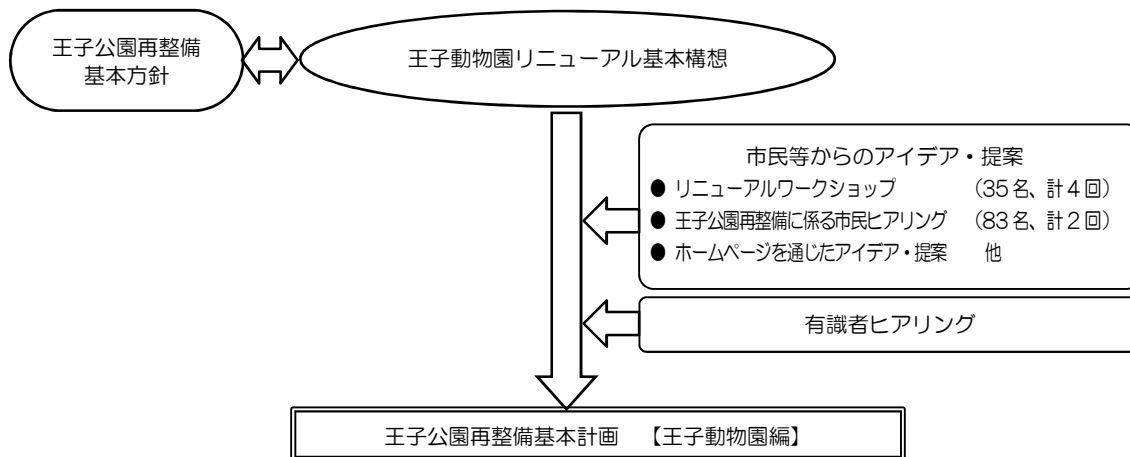 王子公園再整備
基本方針
王子動物園リニューアル基本構想
市民等からのアイデア・提案
● リニューアルワークショップ （35名、計４回）
● 王子公園再整備に係る市民ヒアリング （83名、計２回）
● ホームページを通じたアイデア・提案 他
有識者ヒアリング
王子公園再整備基本計画 【王子動物園編】